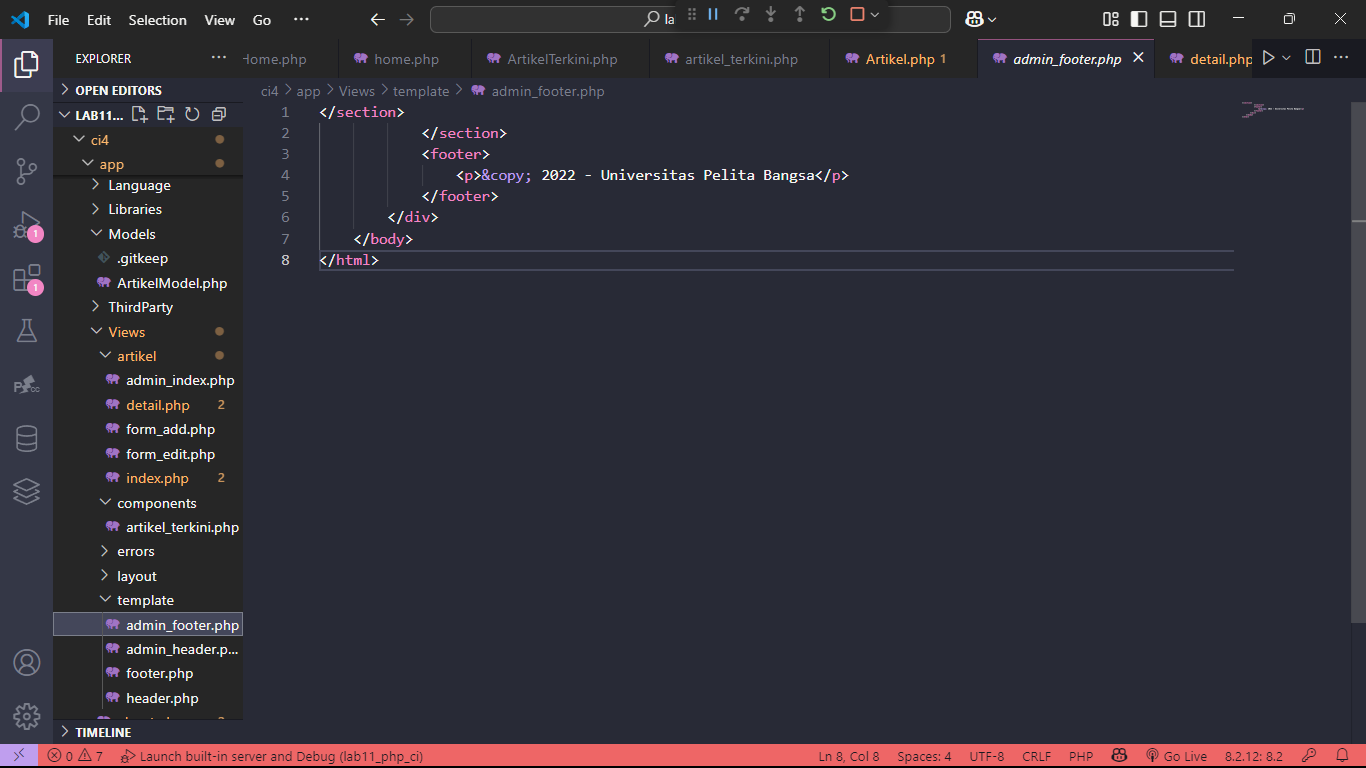 File Edit Selection View Go ··· la
EXPLORER ···
Home.php home.php ArtikelTerkini.php artikel_terkini.php Artikel.php 1 admin_footer.php detail.php ···
OPEN EDITORS
LAB11...
ci4
app
Language
Libraries
Models
.gitkeep
ArtikelModel.php
ThirdParty
Views
artikel
admin_index.php
detail.php 2
form_add.php
form_edit.php
index.php 2
components
artikel_terkini.php
errors
layout
template
admin_footer.php
admin_header.p...
footer.php
header.php
TIMELINE
1
1
ci4 > app > Views > template > admin_footer.php
1 </section>
2 </section>
3 <footer>
4 <p>&copy; 2022 - Universitas Pelita Bangsa</p>
5 </footer>
6 </div>
7 </body>
8 </html>
0 7 Launch built-in server and Debug (lab11_php_ci) Ln 8, Col 8 Spaces: 4 UTF-8 CRLF PHP Go Live 8.2.12: 8.2